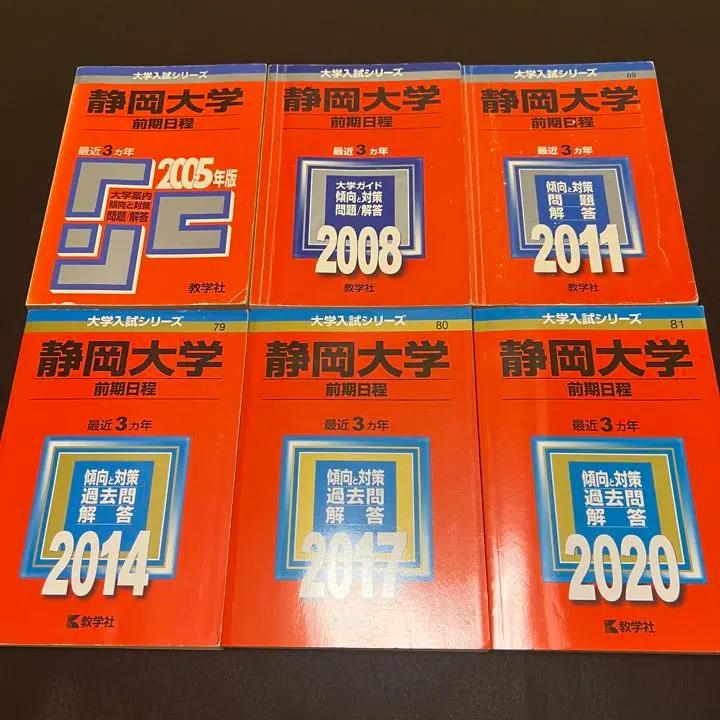 大学入試シリーズ
静岡大学
前期日程
最近3ヵ年
2005年版
大学案内
傾向と対策
問題/解答
教学社
大学入試シリーズ
静岡大学
前期日程
最近3ヵ年
大学ガイド
傾向と対策
問題/解答
2008
教学社
大学入試シリーズ
69
静岡大学
前期日程
最近3ヵ年
傾向と対策
問題
解答
2011
教学社
大学入試シリーズ
79
静岡大学
前期日程
最近3ヵ年
傾向と対策
過去問
解答
2014
教学社
大学入試シリーズ
80
静岡大学
前期日程
最近3ヵ年
傾向と対策
過去問
解答
2017
教学社
大学入試シリーズ
81
静岡大学
前期日程
最近3ヵ年
傾向と対策
過去問
解答
2020
教学社